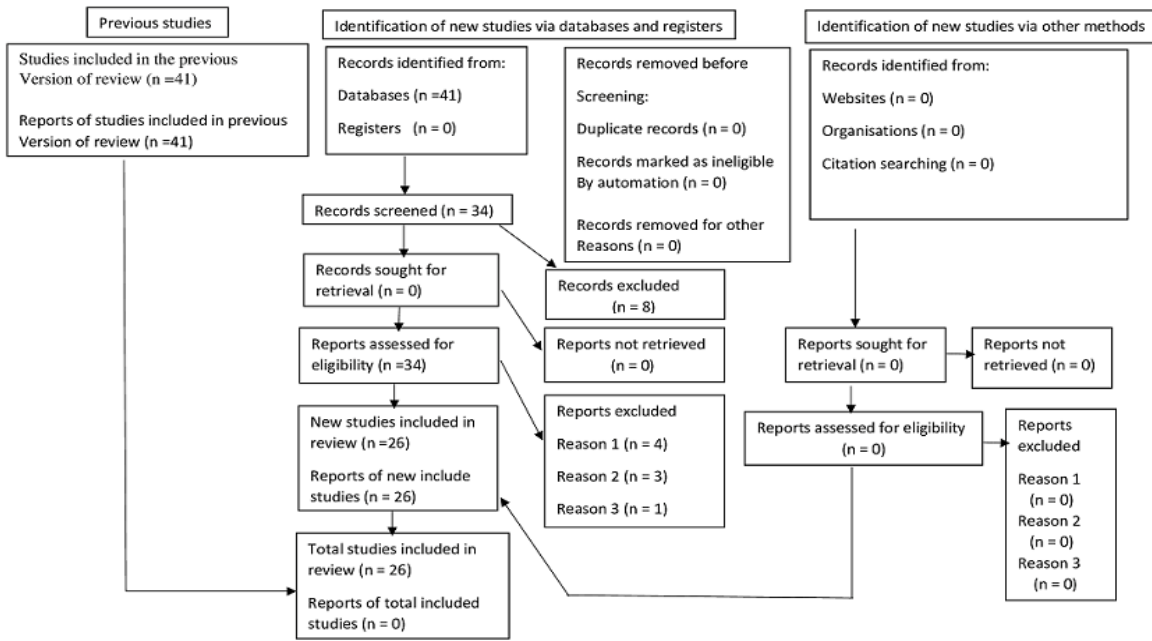 Previous studies
Studies included in the previous
Version of review (n =41)
Reports of studies included in previous
Version of review (n =41)
Identification of new studies via databases and registers
Records identified from:
Databases (n =41)
Registers (n = 0)
Records removed before
Screening:
Duplicate records (n = 0)
Records marked as ineligible
By automation (n = 0)
Records removed for other
Reasons (n = 0)
Records screened (n = 34)
Records excluded
(n = 8)
Records sought for
retrieval (n = 0)
Reports not retrieved
(n = 0)
Reports assessed for
eligibility (n =34)
Reports excluded
Reason 1 (n = 4)
Reason 2 (n = 3)
Reason 3 (n = 1)
New studies included in
review (n =26)
Reports of new include
studies (n = 26)
Total studies included in
review (n = 26)
Reports of total included
studies (n = 0)
Identification of new studies via other methods
Records identified from:
Websites (n = 0)
Organisations (n = 0)
Citation searching (n = 0)
Reports sought for
retrieval (n = 0)
Reports not
retrieved (n = 0)
Reports assessed for eligibility
(n = 0)
Reports
excluded
Reason 1
(n = 0)
Reason 2
(n = 0)
Reason 3
(n = 0)